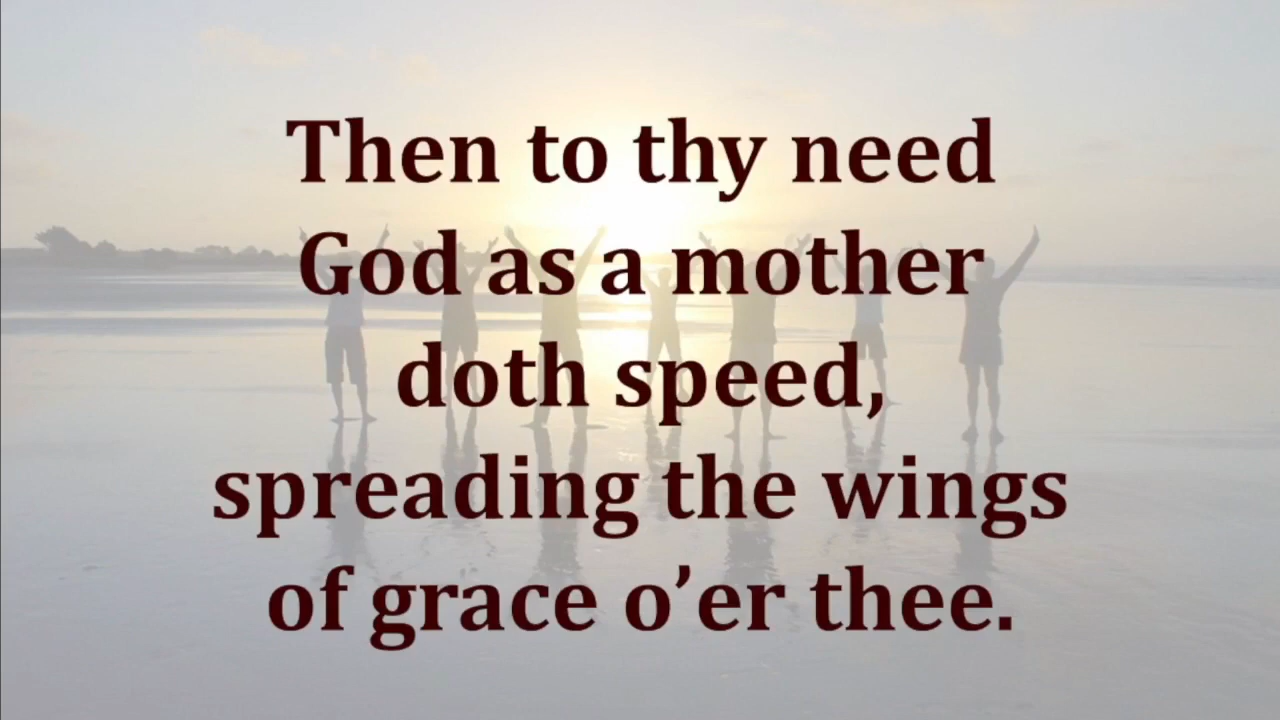 Then to thy need
God as a mother
doth speed,
spreading the wings
of grace o’er thee.